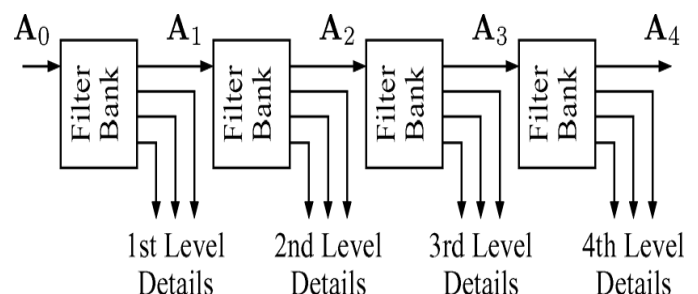 A0 A1 A2 A3 A4
Filter Bank Filter Bank Filter Bank Filter Bank
1st Level 2nd Level 3rd Level 4th Level
Details Details Details Details